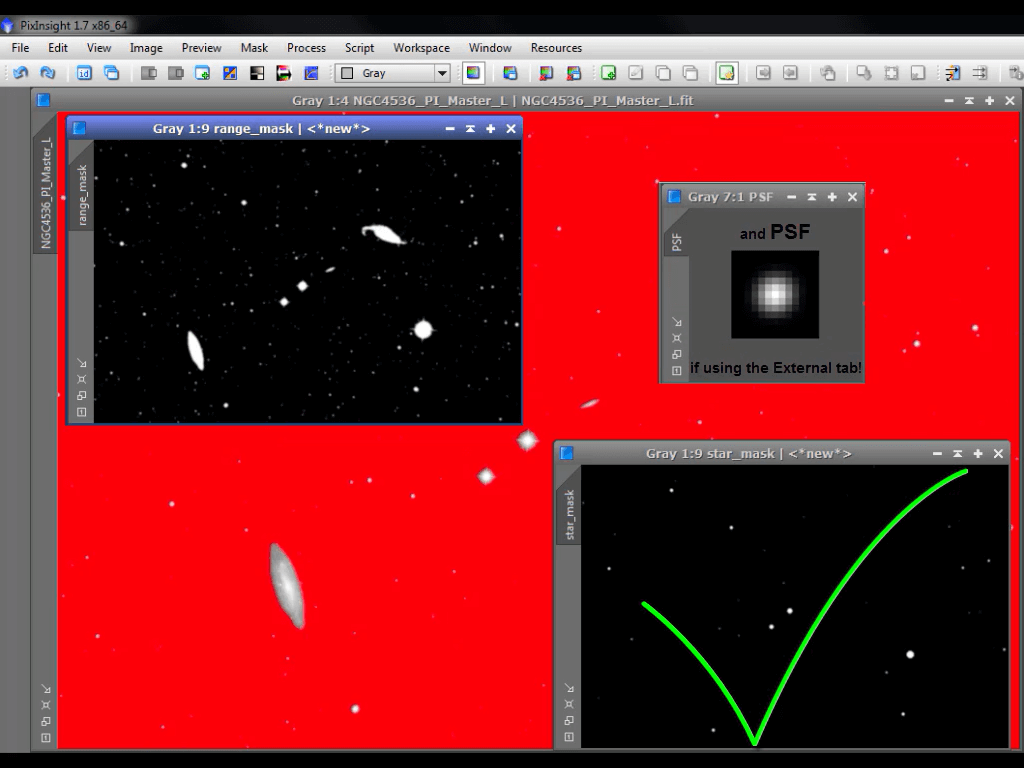 PixInsight 1.7 x86_64
File Edit View Image Preview Mask Process Script Workspace Window Resources
id Gray
Gray 1:4 NGC4536_PI_Master_L | NGC4536_PI_Master_L.fit
NGC4536_PI_Master_L
Gray 1:9 range_mask | <*new*>
range_mask
Gray 7:1 PSF
PSF
and PSF
if using the External tab!
Gray 1:9 star_mask | <*new*>
star_mask